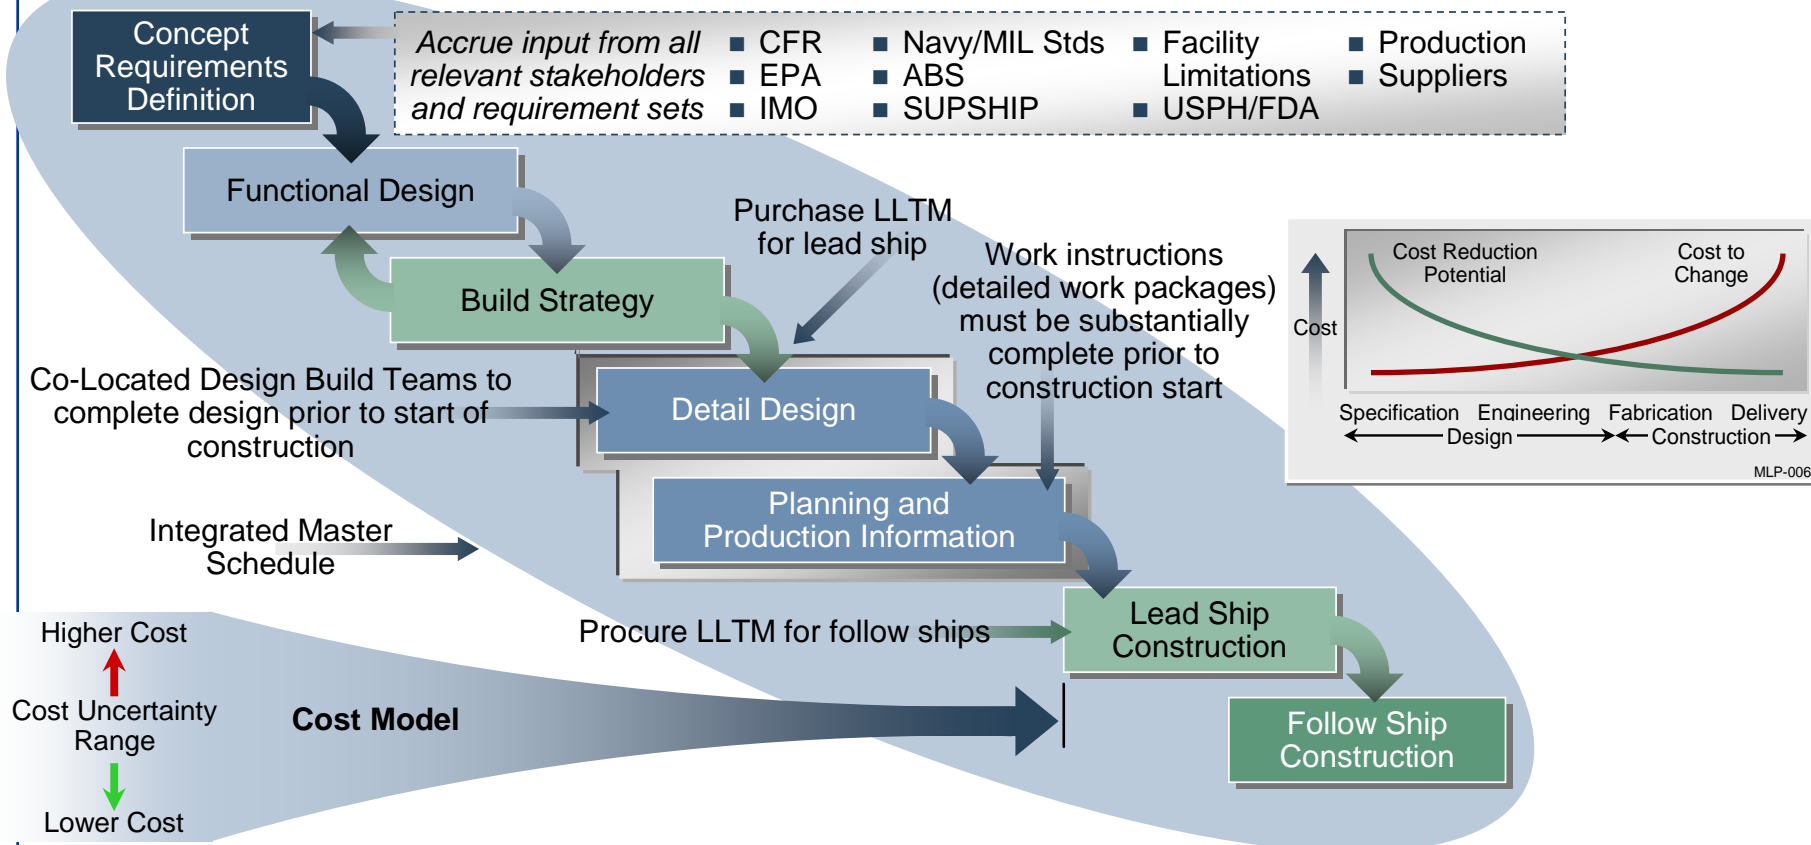 Concept
Requirements
Definition
Accrue input from all
relevant stakeholders
and requirement sets
■ CFR
■ EPA
■ IMO
■ Navy/MIL Stds
■ ABS
■ SUPSHIP
■ Facility
Limitations
■ USPH/FDA
■ Production
■ Suppliers
Functional Design
Purchase LLTM
for lead ship
Build Strategy
Work instructions
(detailed work packages)
must be substantially
complete prior to
construction start
Cost Reduction
Potential
Cost to
Change
Cost
Specification Engineering Fabrication Delivery
Design Construction
MLP-006
Co-Located Design Build Teams to
complete design prior to start of
construction
Detail Design
Planning and
Production Information
Integrated Master
Schedule
Procure LLTM for follow ships
Lead Ship
Construction
Higher Cost
Cost Uncertainty
Range
Lower Cost
Cost Model
Follow Ship
Construction